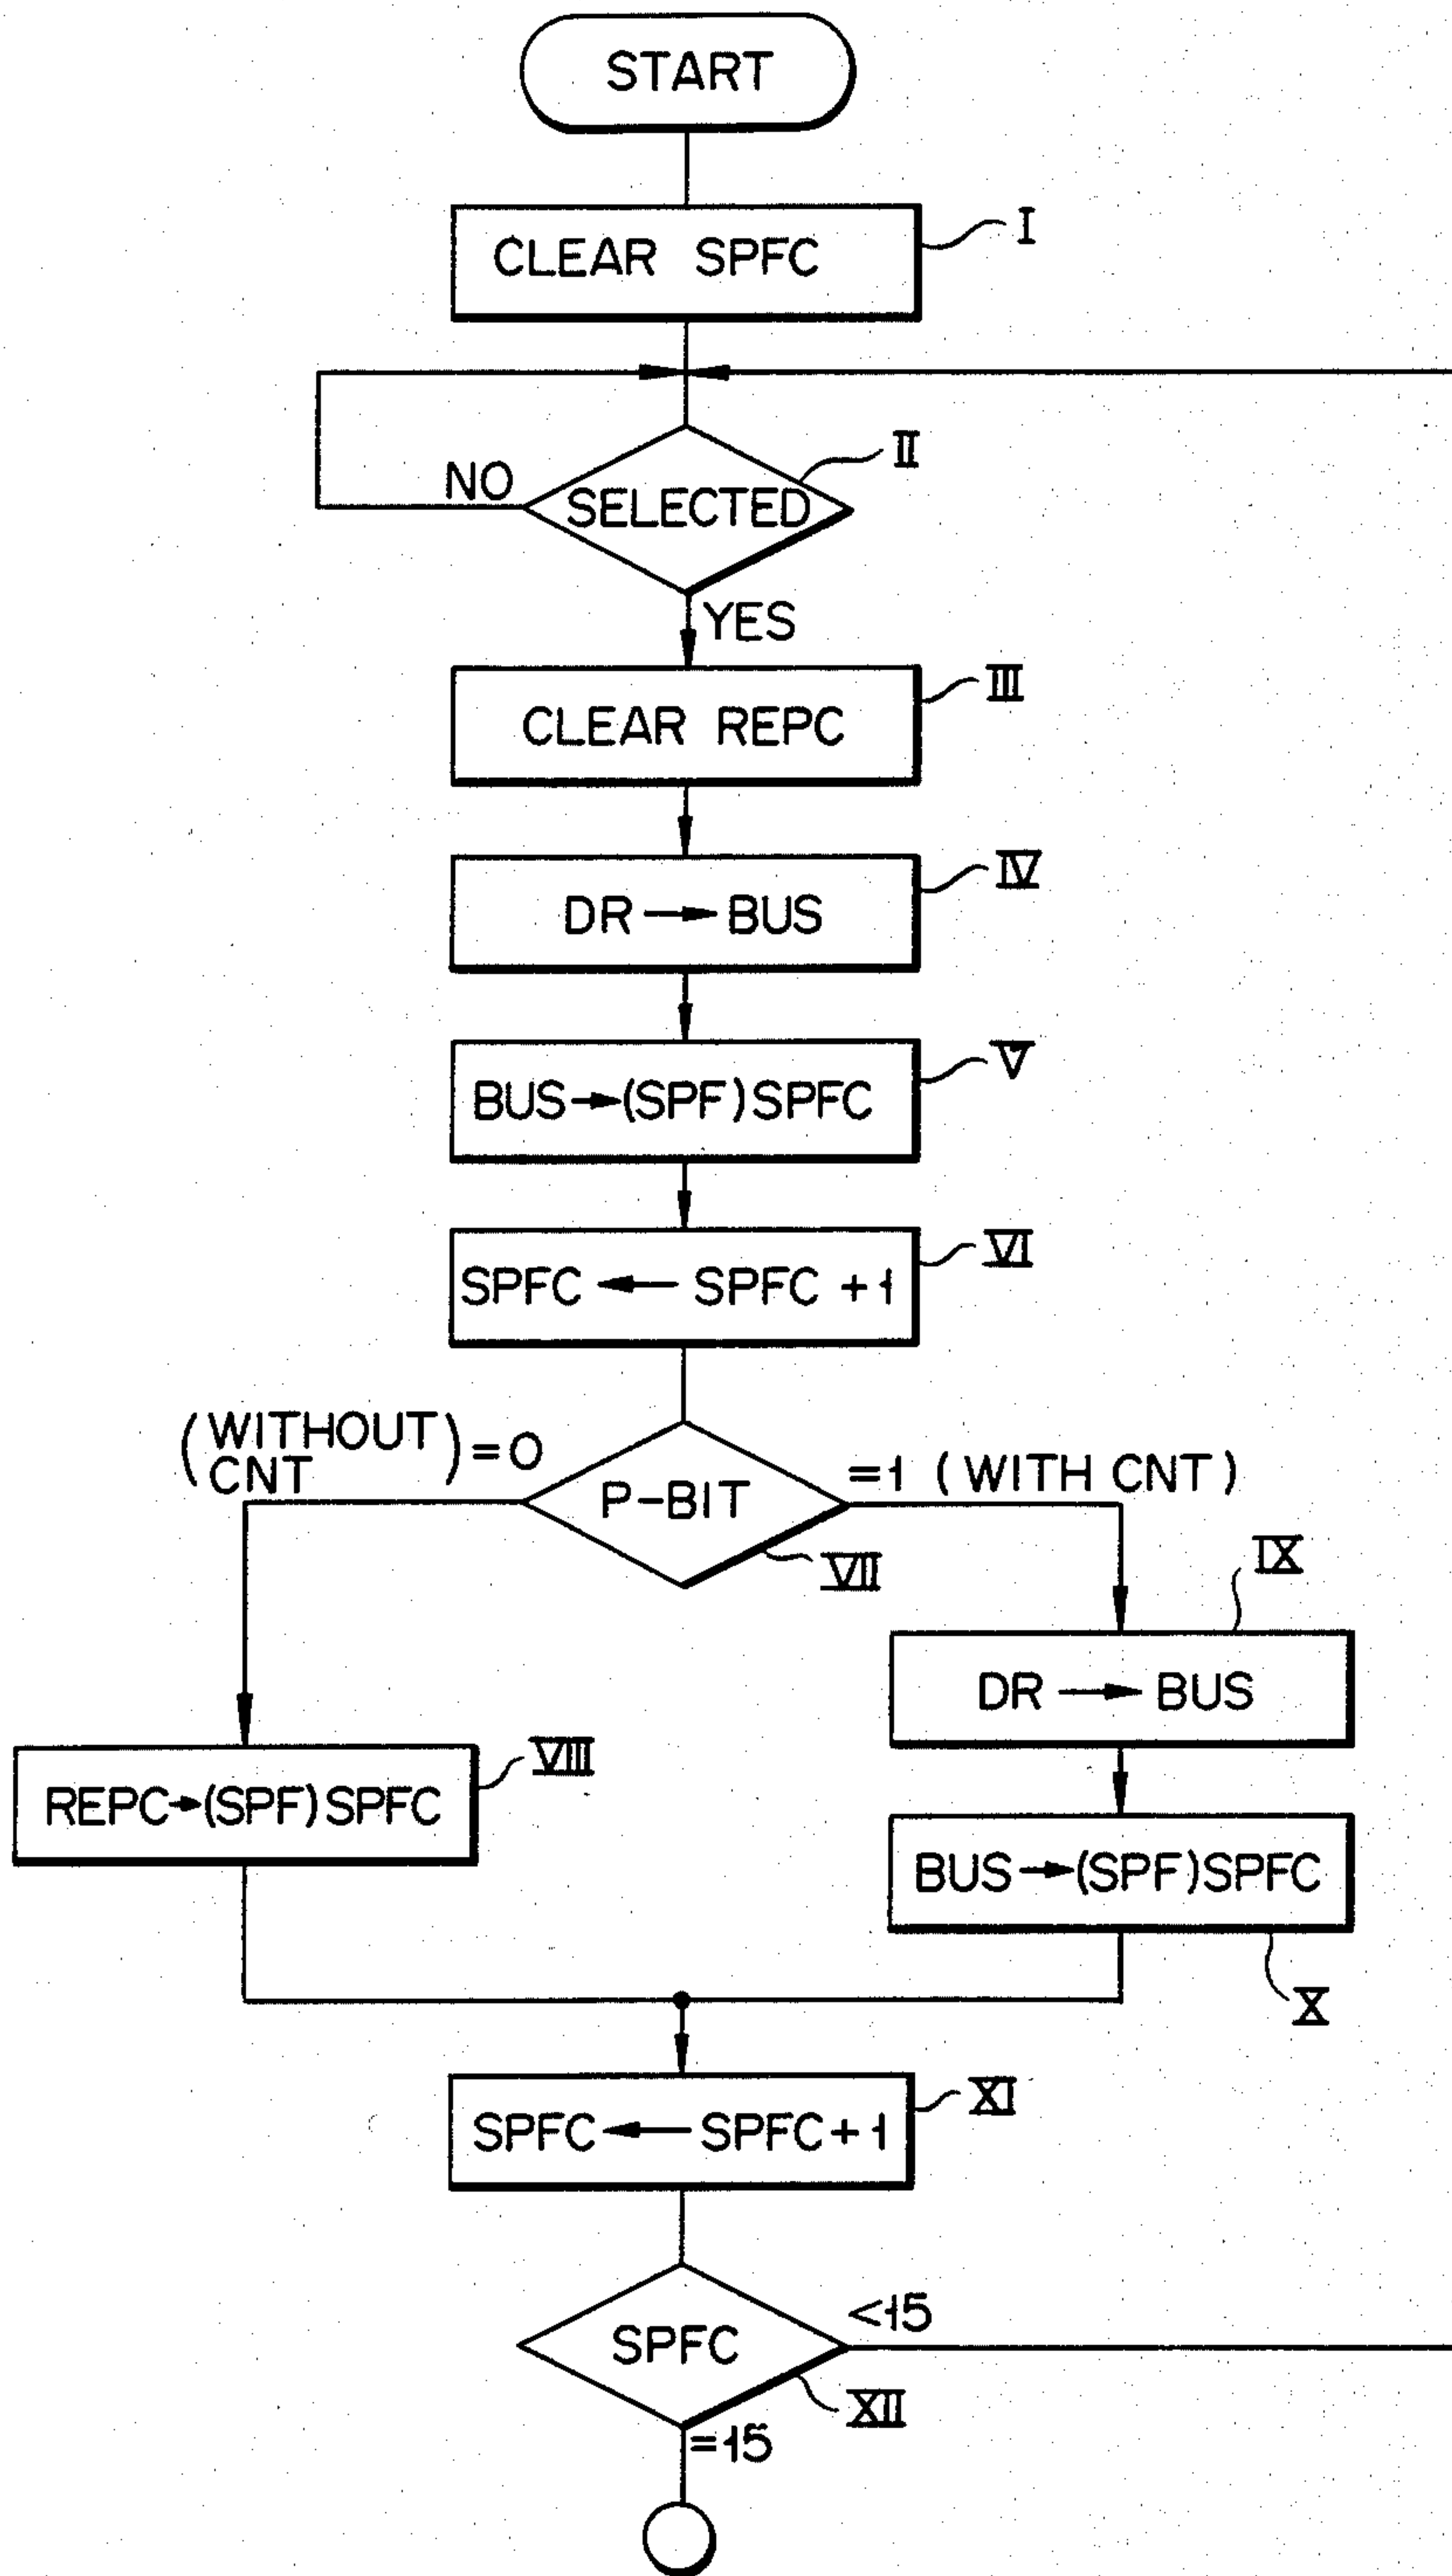 START
CLEAR SPFC
I
II
NO
SELECTED
YES
III
CLEAR REPC
IV
DR → BUS
V
BUS → (SPF) SPFC
VI
SPFC ← SPFC + 1
(WITHOUT
CNT) = 0
P-BIT
= 1 (WITH CNT)
VII
IX
DR → BUS
VIII
REPC → (SPF) SPFC
BUS → (SPF) SPFC
X
XI
SPFC ← SPFC + 1
<15
SPFC
XII
=15